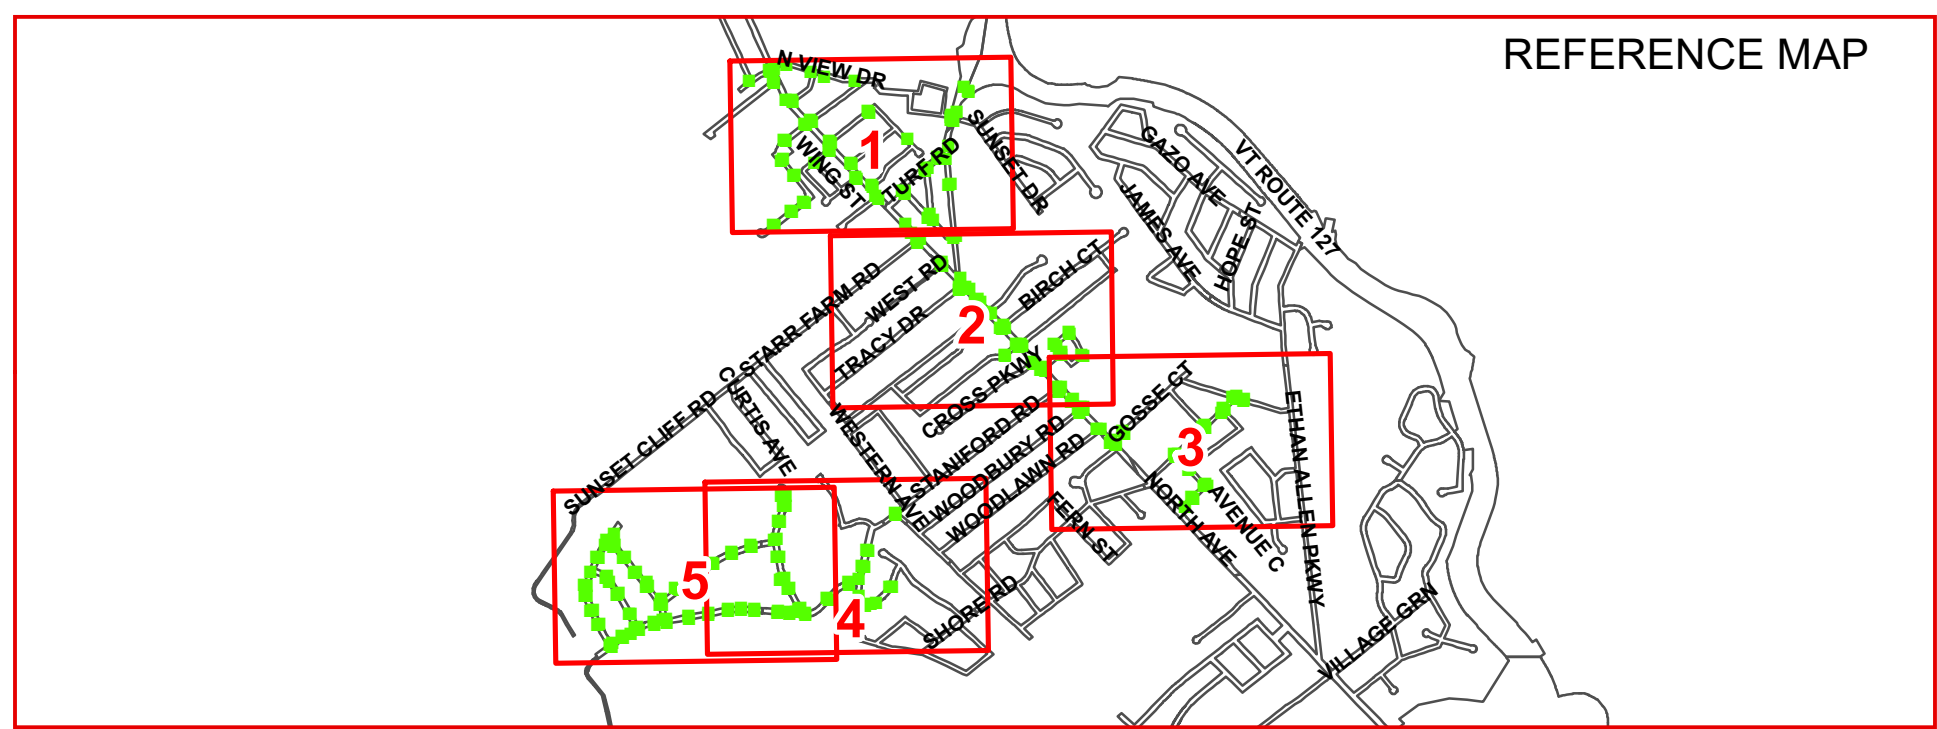 REFERENCE MAP
N VIEW DR
1
WING ST
TURF RD
SUNSET DR
GAZO AVE
VT ROUTE 127
JAMES AVE
HOPE ST
STARR FARM RD
WEST RD
BIRCH CT
2
TRACY DR
CROSS PKWY
SUNSET CLIFF RD
CURTIS AVE
WESTERN AVE
STANIFORD RD
WOODBURY RD
WOODLAWN RD
GOSSE CT
3
ETHAN ALLEN PKWY
NORTH AVE
AVENUE C
FERN ST
5
4
SHORE RD
VILLAGE GRN